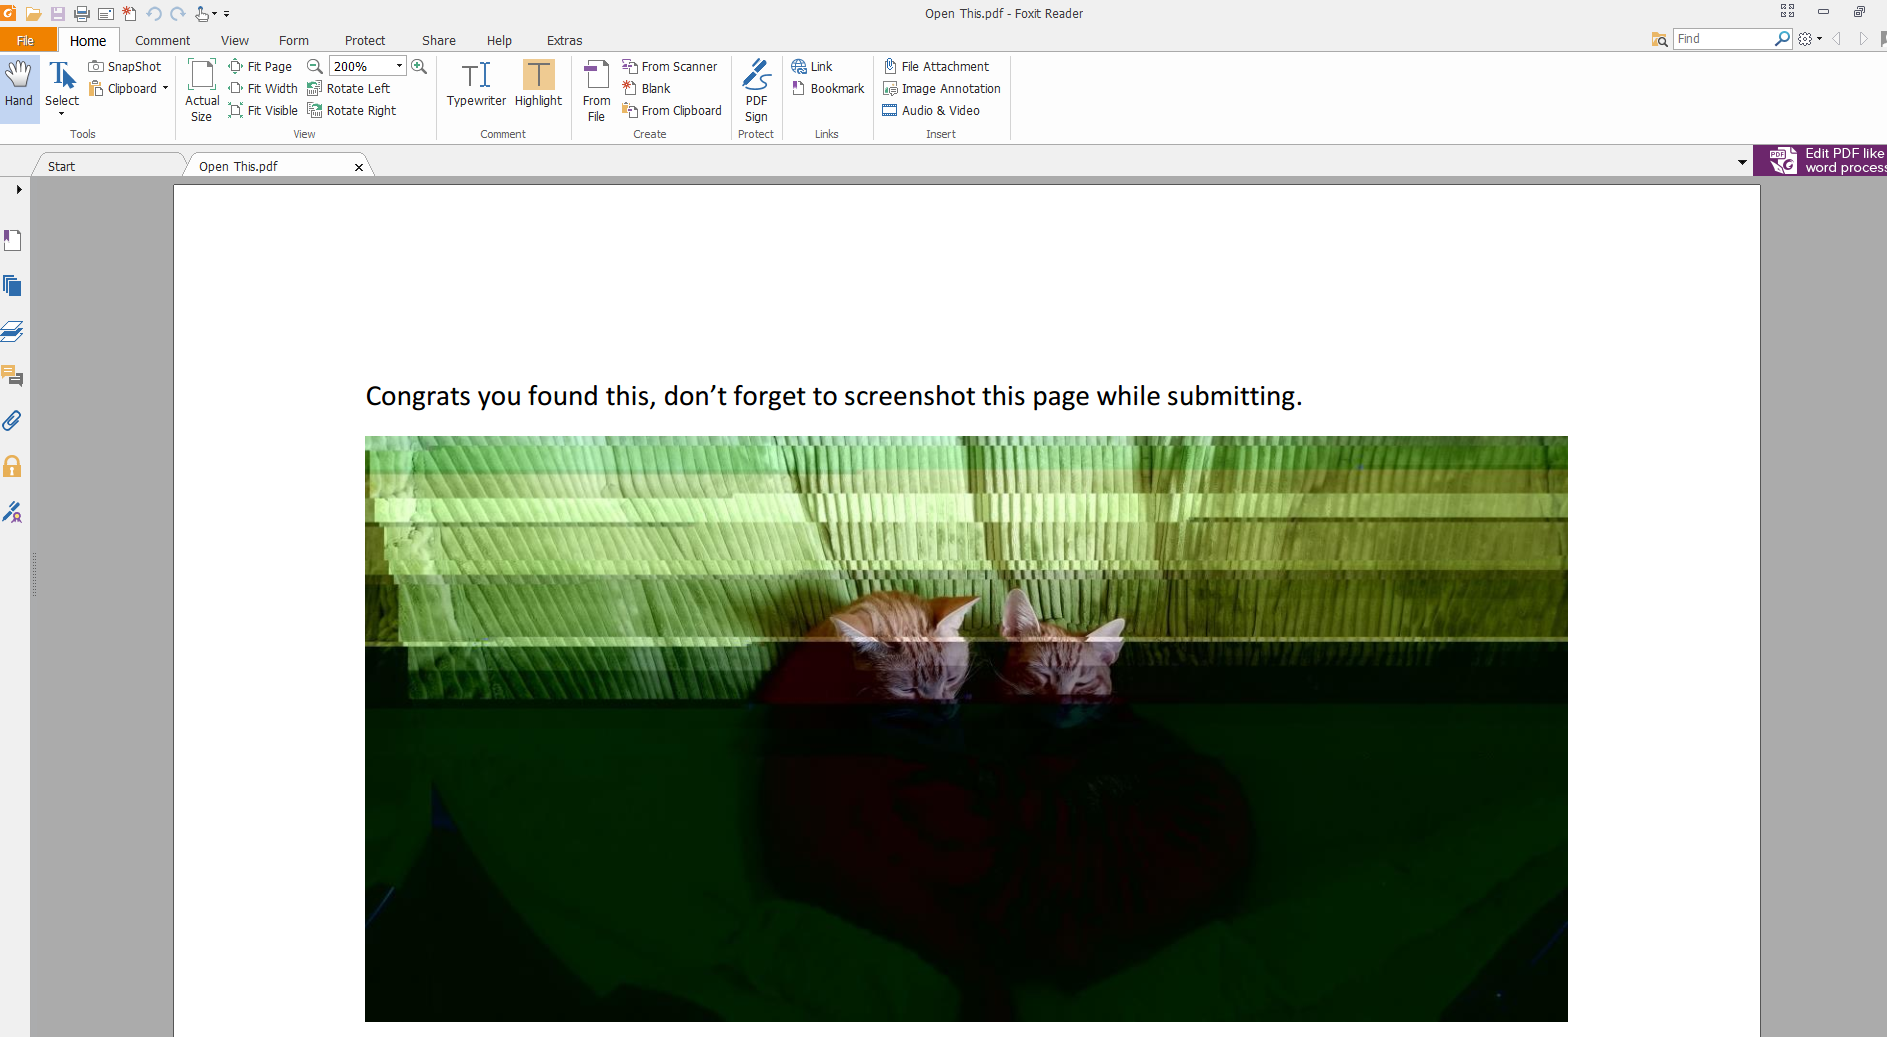 Open This.pdf - Foxit Reader
File Home Comment View Form Protect Share Help Extras
Find
Hand
Select
SnapShot
Clipboard
Tools
Actual
Size
Fit Page
Fit Width
Fit Visible
200%
Rotate Left
Rotate Right
View
Typewriter
Highlight
Comment
From
File
From Scanner
Blank
From Clipboard
Create
PDF
Sign
Protect
Link
Bookmark
Links
File Attachment
Image Annotation
Audio & Video
Insert
Start
Open This.pdf
PDF
Edit PDF like
word process
Congrats you found this, don’t forget to screenshot this page while submitting.